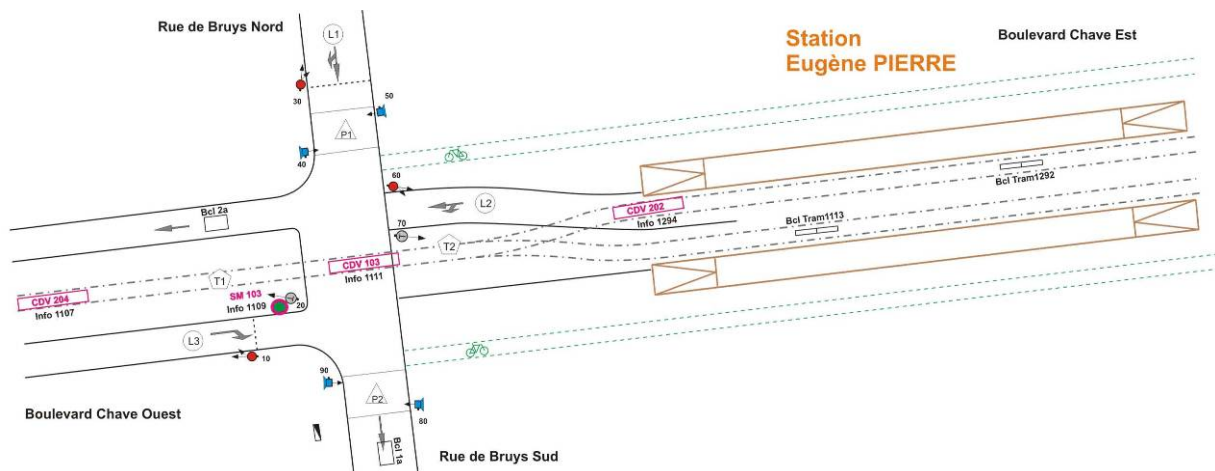 Rue de Bruys Nord
L1
Station
Eugène PIERRE
Boulevard Chave Est
30
50
P1
40
60
Bcl Tram1292
Bcl 2a
L2
CDV 202
Info 1294
Bcl Tram1113
70
T2
CDV 103
Info 1111
T1
CDV 204
Info 1107
SM 103
Info 1109
20
L3
10
90
P2
80
Boulevard Chave Ouest
Bcl 1a
Rue de Bruys Sud